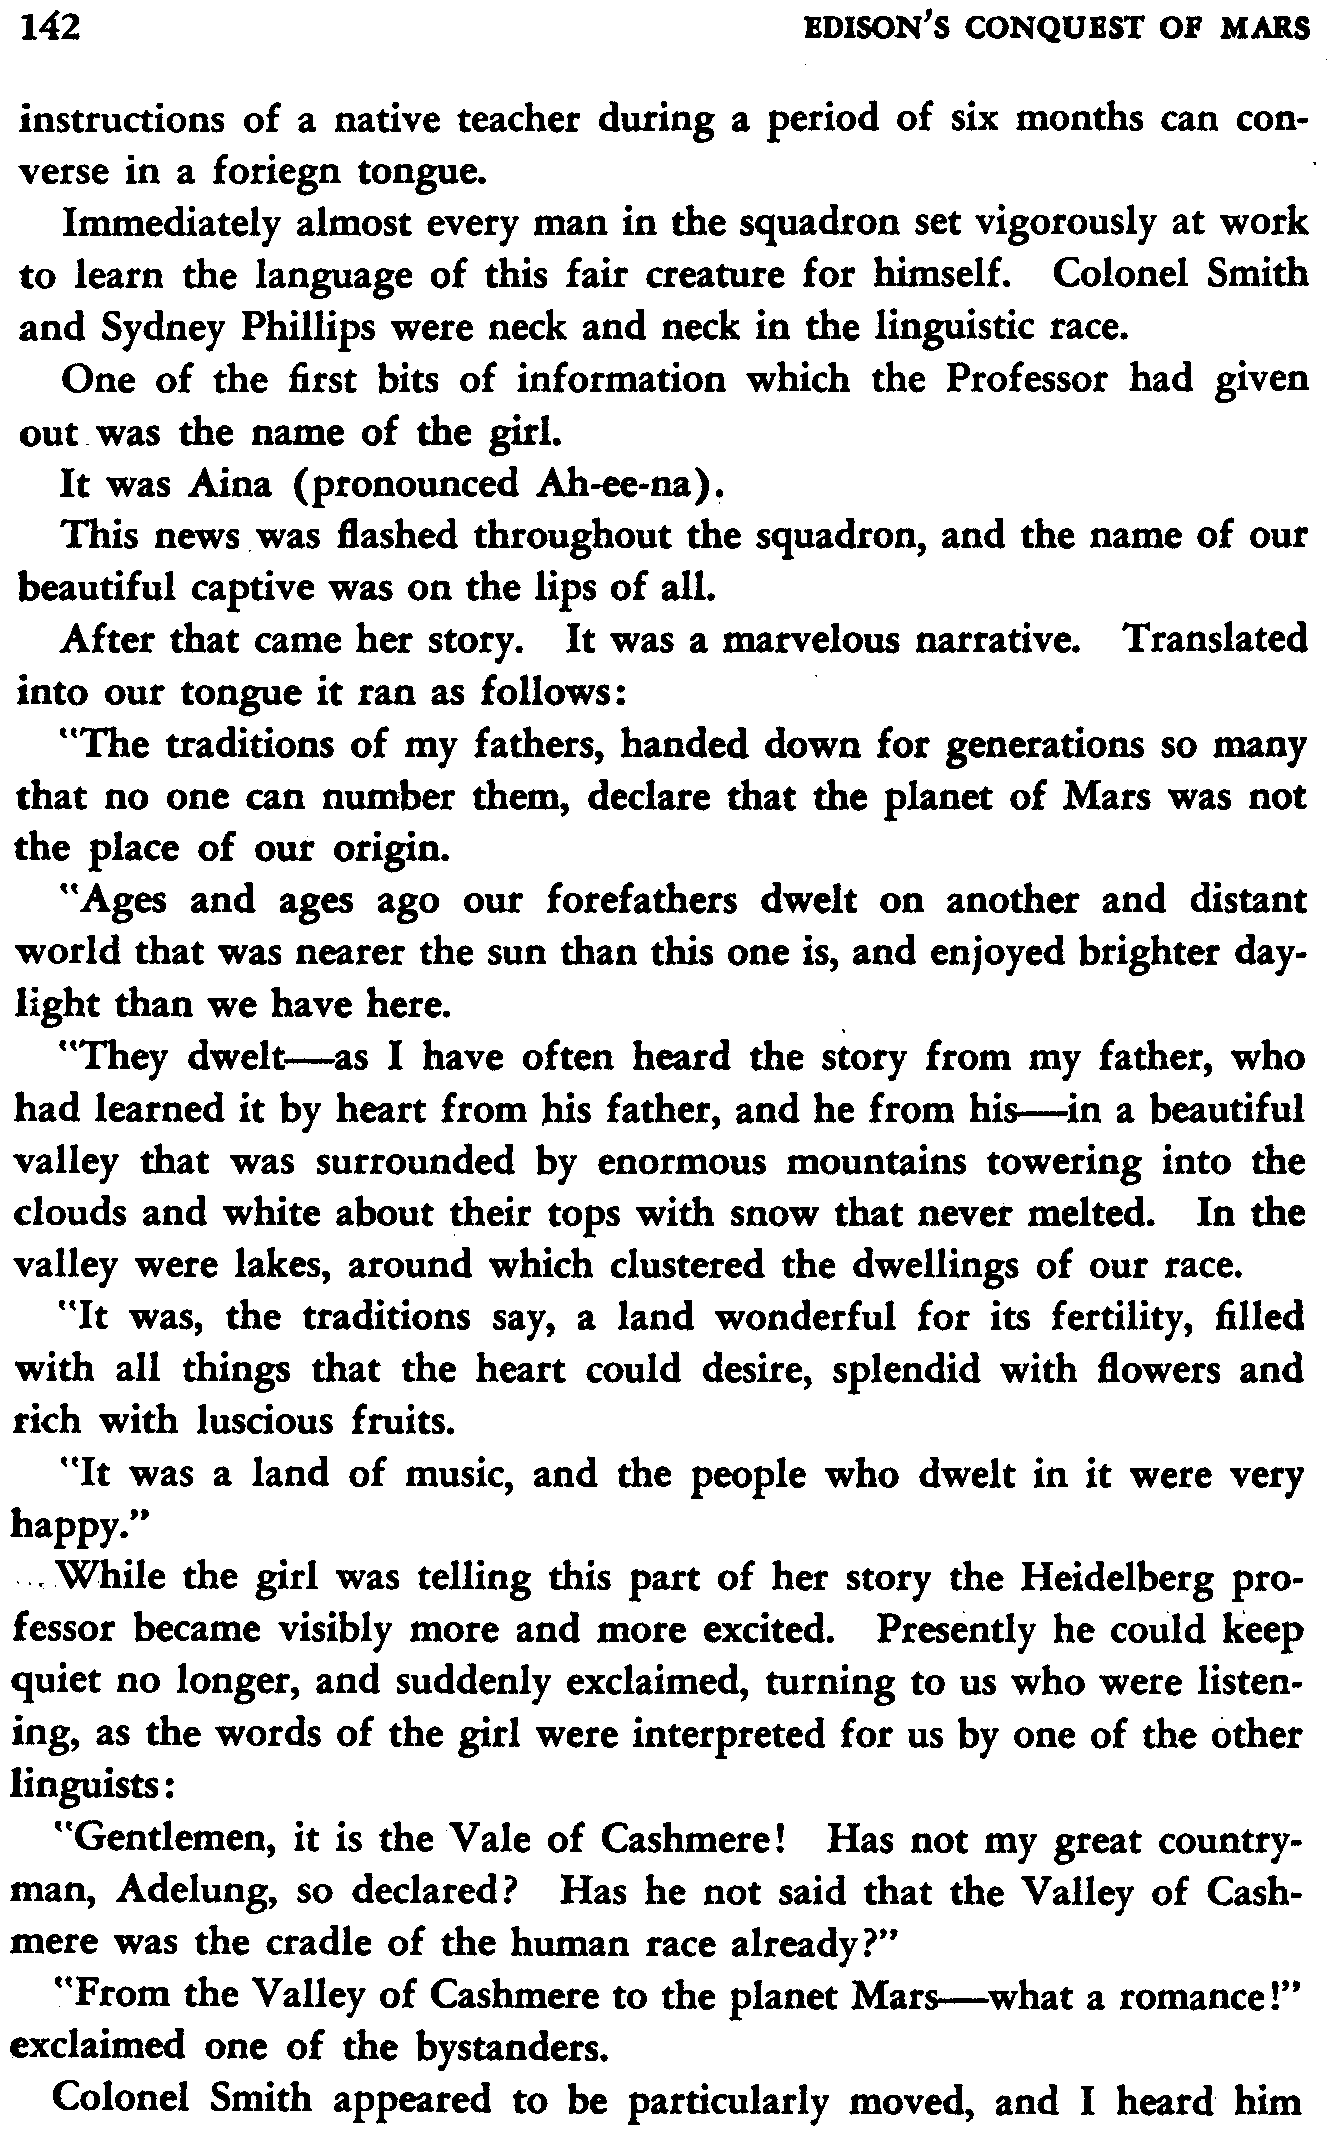 142 EDISON'S CONQUEST OF MARS
instructions of a native teacher during a period of six months can con-
verse in a foriegn tongue.
Immediately almost every man in the squadron set vigorously at work
to learn the language of this fair creature for himself. Colonel Smith
and Sydney Phillips were neck and neck in the linguistic race.
One of the first bits of information which the Professor had given
out was the name of the girl.
It was Aina (pronounced Ah-ee-na).
This news was flashed throughout the squadron, and the name of our
beautiful captive was on the lips of all.
After that came her story. It was a marvelous narrative. Translated
into our tongue it ran as follows:
"The traditions of my fathers, handed down for generations so many
that no one can number them, declare that the planet of Mars was not
the place of our origin.
"Ages and ages ago our forefathers dwelt on another and distant
world that was nearer the sun than this one is, and enjoyed brighter day-
light than we have here.
"They dwelt—as I have often heard the story from my father, who
had learned it by heart from his father, and he from his—in a beautiful
valley that was surrounded by enormous mountains towering into the
clouds and white about their tops with snow that never melted. In the
valley were lakes, around which clustered the dwellings of our race.
"It was, the traditions say, a land wonderful for its fertility, filled
with all things that the heart could desire, splendid with flowers and
rich with luscious fruits.
"It was a land of music, and the people who dwelt in it were very
happy."
While the girl was telling this part of her story the Heidelberg pro-
fessor became visibly more and more excited. Presently he could keep
quiet no longer, and suddenly exclaimed, turning to us who were listen-
ing, as the words of the girl were interpreted for us by one of the other
linguists:
"Gentlemen, it is the Vale of Cashmere! Has not my great country-
man, Adelung, so declared? Has he not said that the Valley of Cash-
mere was the cradle of the human race already?"
"From the Valley of Cashmere to the planet Mars—what a romance!"
exclaimed one of the bystanders.
Colonel Smith appeared to be particularly moved, and I heard him